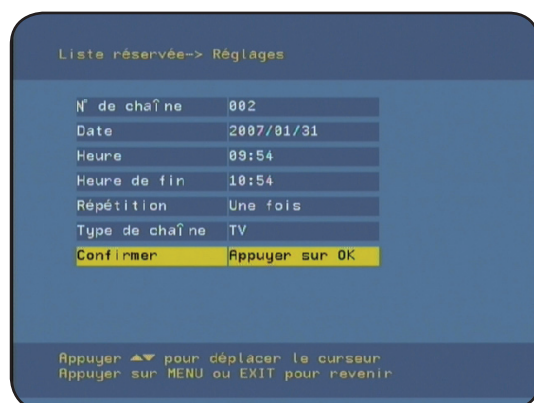 Liste réservée--> Réglages
N° de chaîne 002
Date 2007/01/31
Heure 09:54
Heure de fin 10:54
Répétition Une fois
Type de chaîne TV
Confirmer Appuyer sur OK
Appuyer ▲▼ pour déplacer le curseur
Appuyer sur MENU ou EXIT pour revenir